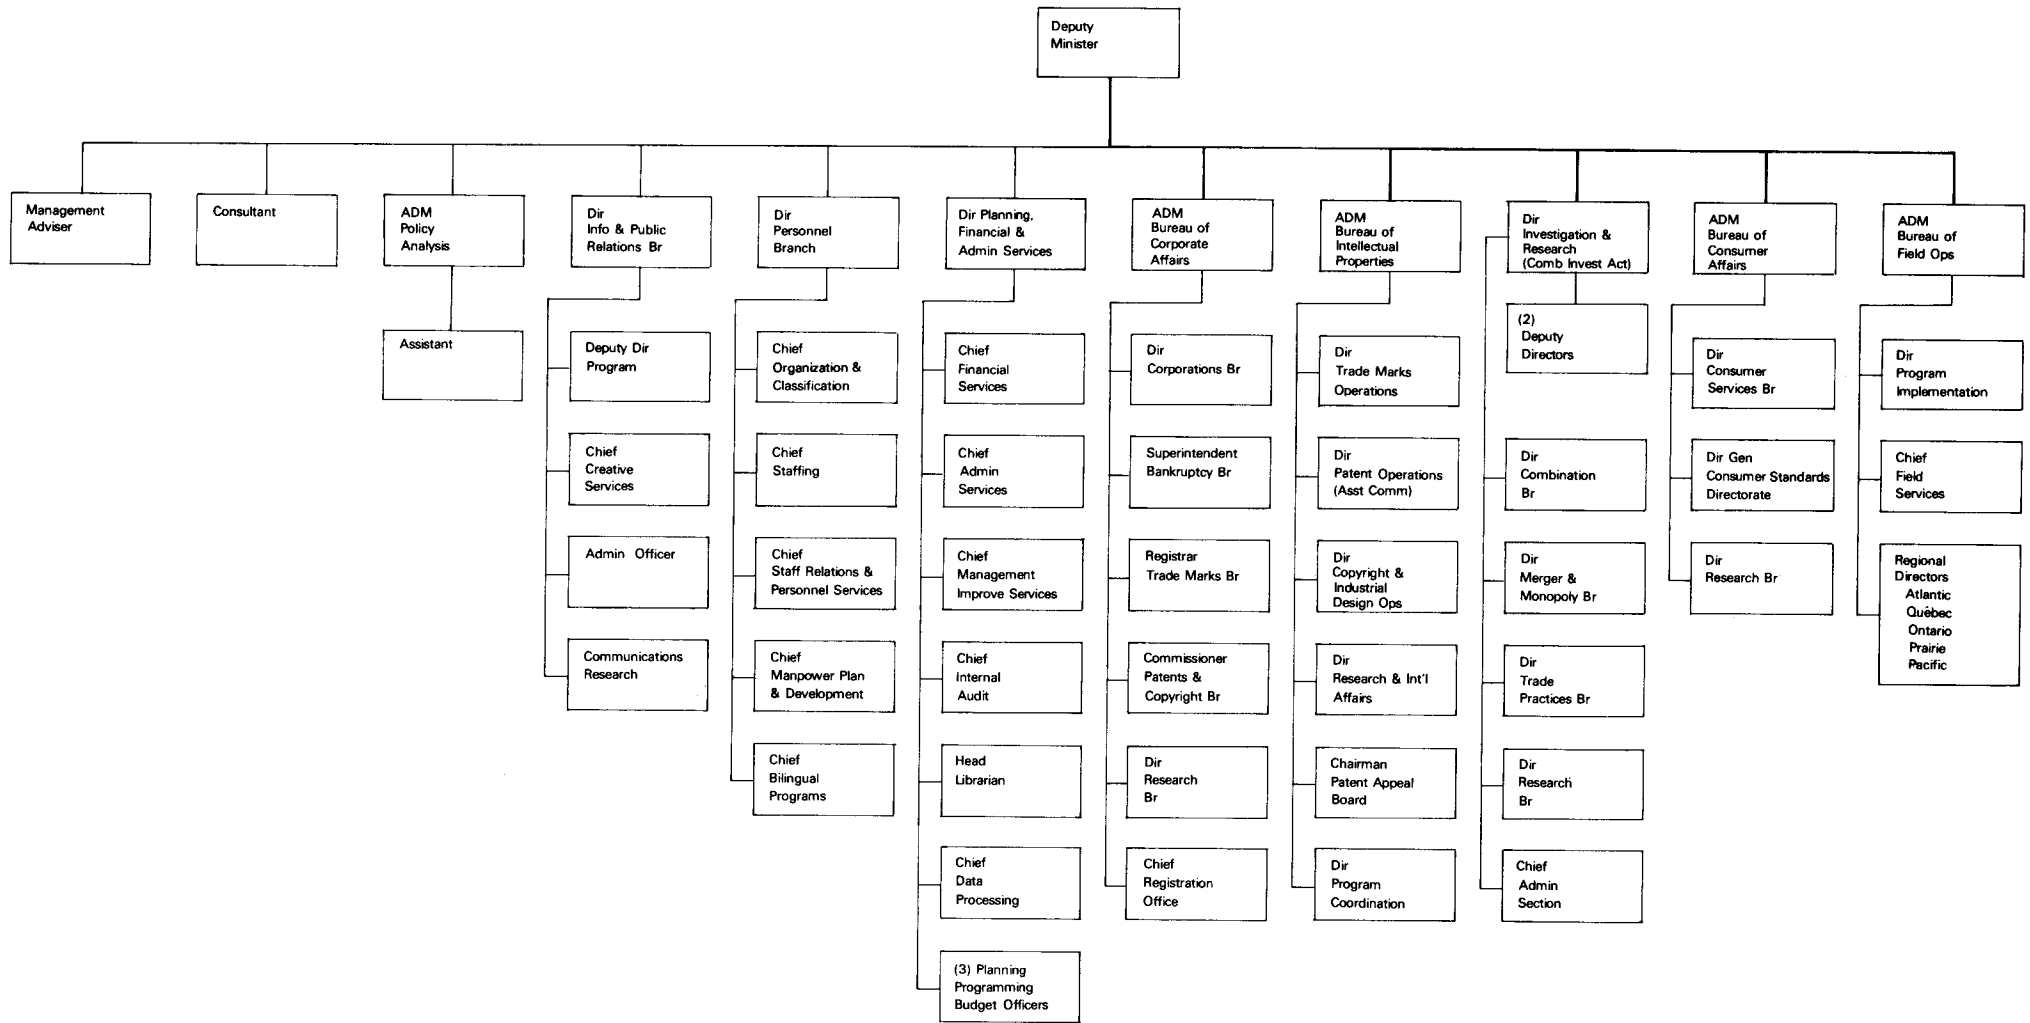 Deputy
Minister
Management
Adviser
Consultant
ADM
Policy
Analysis
Dir
Info & Public
Relations Br
Dir
Personnel
Branch
Dir Planning,
Financial &
Admin Services
ADM
Bureau of
Corporate
Affairs
ADM
Bureau of
Intellectual
Properties
Dir
Investigation &
Research
(Comb Invest Act)
ADM
Bureau of
Consumer
Affairs
ADM
Bureau of
Field Ops
Assistant
Deputy Dir
Program
Chief
Creative
Services
Admin Officer
Communications
Research
Chief
Organization &
Classification
Chief
Staffing
Chief
Staff Relations &
Personnel Services
Chief
Manpower Plan
& Development
Chief
Bilingual
Programs
Chief
Financial
Services
Chief
Admin
Services
Chief
Management
Improve Services
Chief
Internal
Audit
Head
Librarian
Chief
Data
Processing
(3) Planning
Programming
Budget Officers
Dir
Corporations Br
Superintendent
Bankruptcy Br
Registrar
Trade Marks Br
Commissioner
Patents &
Copyright Br
Dir
Research
Br
Chief
Registration
Office
Dir
Trade Marks
Operations
Dir
Patent Operations
(Asst Comm)
Dir
Copyright &
Industrial
Design Ops
Dir
Research & Int'l
Affairs
Chairman
Patent Appeal
Board
Dir
Program
Coordination
(2)
Deputy
Directors
Dir
Combination
Br
Dir
Merger &
Monopoly Br
Dir
Trade
Practices Br
Dir
Research
Br
Chief
Admin
Section
Dir
Consumer
Services Br
Dir Gen
Consumer Standards
Directorate
Dir
Research Br
Dir
Program
Implementation
Chief
Field
Services
Regional
Directors
Atlantic
Québec
Ontario
Prairie
Pacific